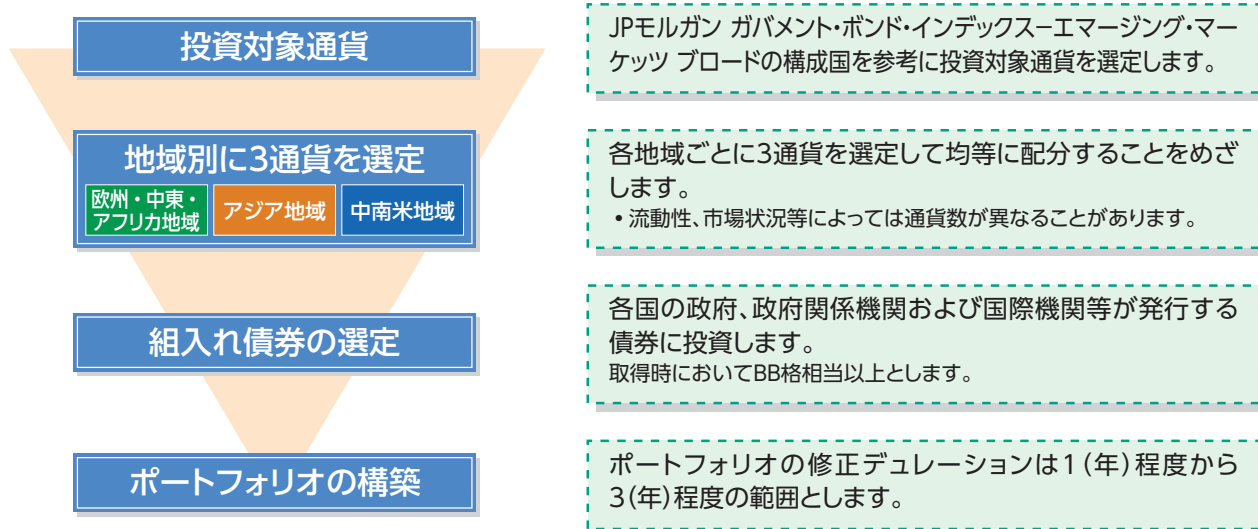 投資対象通貨
JPモルガン ガバメント・ボンド・インデックス−エマージング・マー
ケッツ ブロードの構成国を参考に投資対象通貨を選定します。
地域別に3通貨を選定
欧州・中東・
アフリカ地域
アジア地域
中南米地域
各地域ごとに3通貨を選定して均等に配分することをめざ
します。
• 流動性、市場状況等によっては通貨数が異なることがあります。
組入れ債券の選定
各国の政府、政府関係機関および国際機関等が発行する
債券に投資します。
取得時においてBB格相当以上とします。
ポートフォリオの構築
ポートフォリオの修正デュレーションは1(年)程度から
3(年)程度の範囲とします。